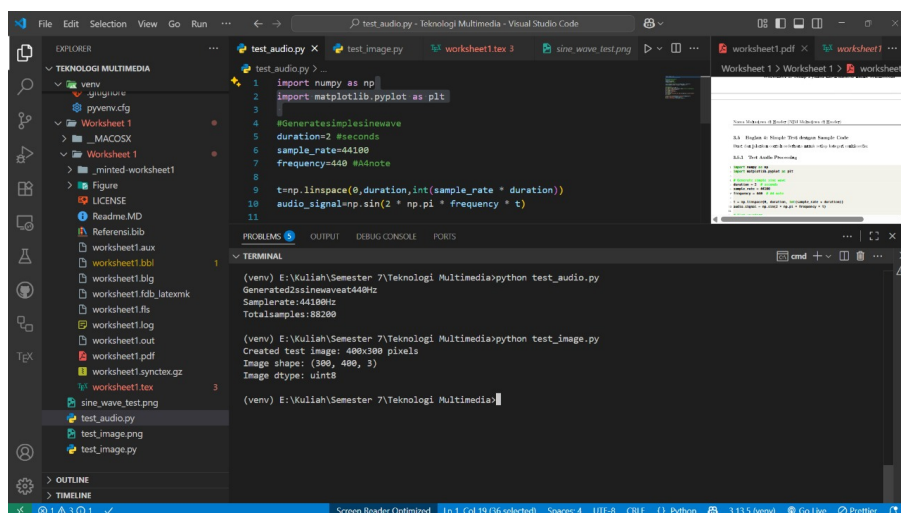 File Edit Selection View Go Run ··· test_audio.py - Teknologi Multimedia - Visual Studio Code
EXPLORER
TEKNOLOGI MULTIMEDIA
venv
.gitignore
pyvenv.cfg
Worksheet 1
__MACOSX
Worksheet 1
_minted-worksheet1
Figure
LICENSE
Readme.MD
Referensi.bib
worksheet1.aux
worksheet1.bbl 1
worksheet1.blg
worksheet1.fdb_latexmk
worksheet1.fls
worksheet1.log
worksheet1.out
worksheet1.pdf
worksheet1.synctex.gz
worksheet1.tex 3
sine_wave_test.png
test_audio.py
test_image.png
test_image.py
OUTLINE
TIMELINE
test_audio.py test_image.py worksheet1.tex 3 sine_wave_test.png
test_audio.py > ...
1 import numpy as np
2 import matplotlib.pyplot as plt
3
4 #Generatesimplesinewave
5 duration=2 #seconds
6 sample_rate=44100
7 frequency=440 #A4note
8
9 t=np.linspace(0,duration,int(sample_rate * duration))
10 audio_signal=np.sin(2 * np.pi * frequency * t)
11
worksheet1.pdf worksheet1 ···
Worksheet 1 > Worksheet 1 > worksheet
PROBLEMS 5 OUTPUT DEBUG CONSOLE PORTS
TERMINAL cmd
(venv) E:\Kuliah\Semester 7\Teknologi Multimedia>python test_audio.py
Generated2ssinewaveat440Hz
Samplerate:44100Hz
Totalsamples:88200
(venv) E:\Kuliah\Semester 7\Teknologi Multimedia>python test_image.py
Created test image: 400x300 pixels
Image shape: (300, 400, 3)
Image dtype: uint8
(venv) E:\Kuliah\Semester 7\Teknologi Multimedia>
1 3 1 Screen Reader Optimized Ln 1, Col 19 (36 selected) Spaces: 4 UTF-8 CRLF {} Python 3.13.5 (venv) Go Live Prettier